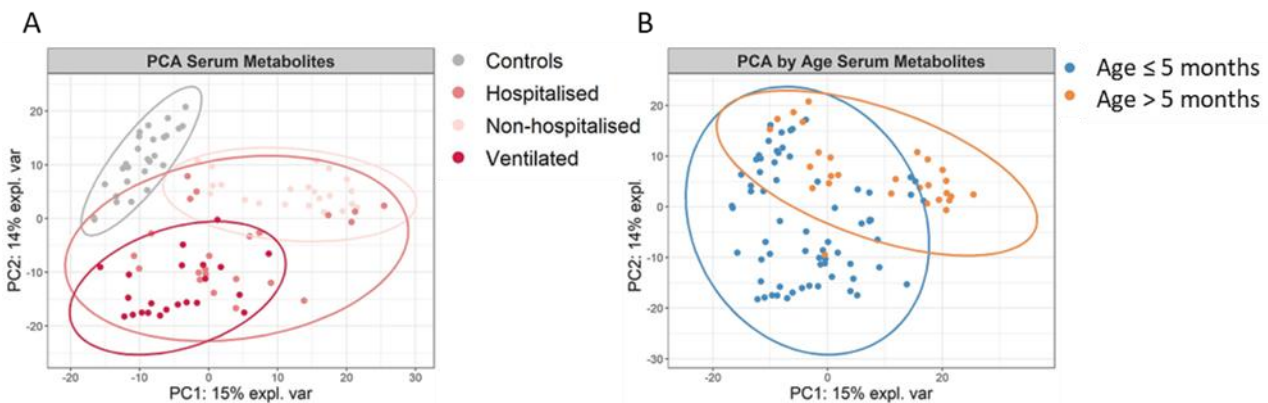 A
PCA Serum Metabolites
20
10
0
-10
-20
PC2: 14% expl. var
-20
-10
0
10
20
30
PC1: 15% expl. var
Controls
Hospitalised
Non-hospitalised
Ventilated
B
PCA by Age Serum Metabolites
20
10
0
-10
-20
-30
PC2: 14% expl. var
-20
0
20
PC1: 15% expl. var
Age ≤ 5 months
Age > 5 months